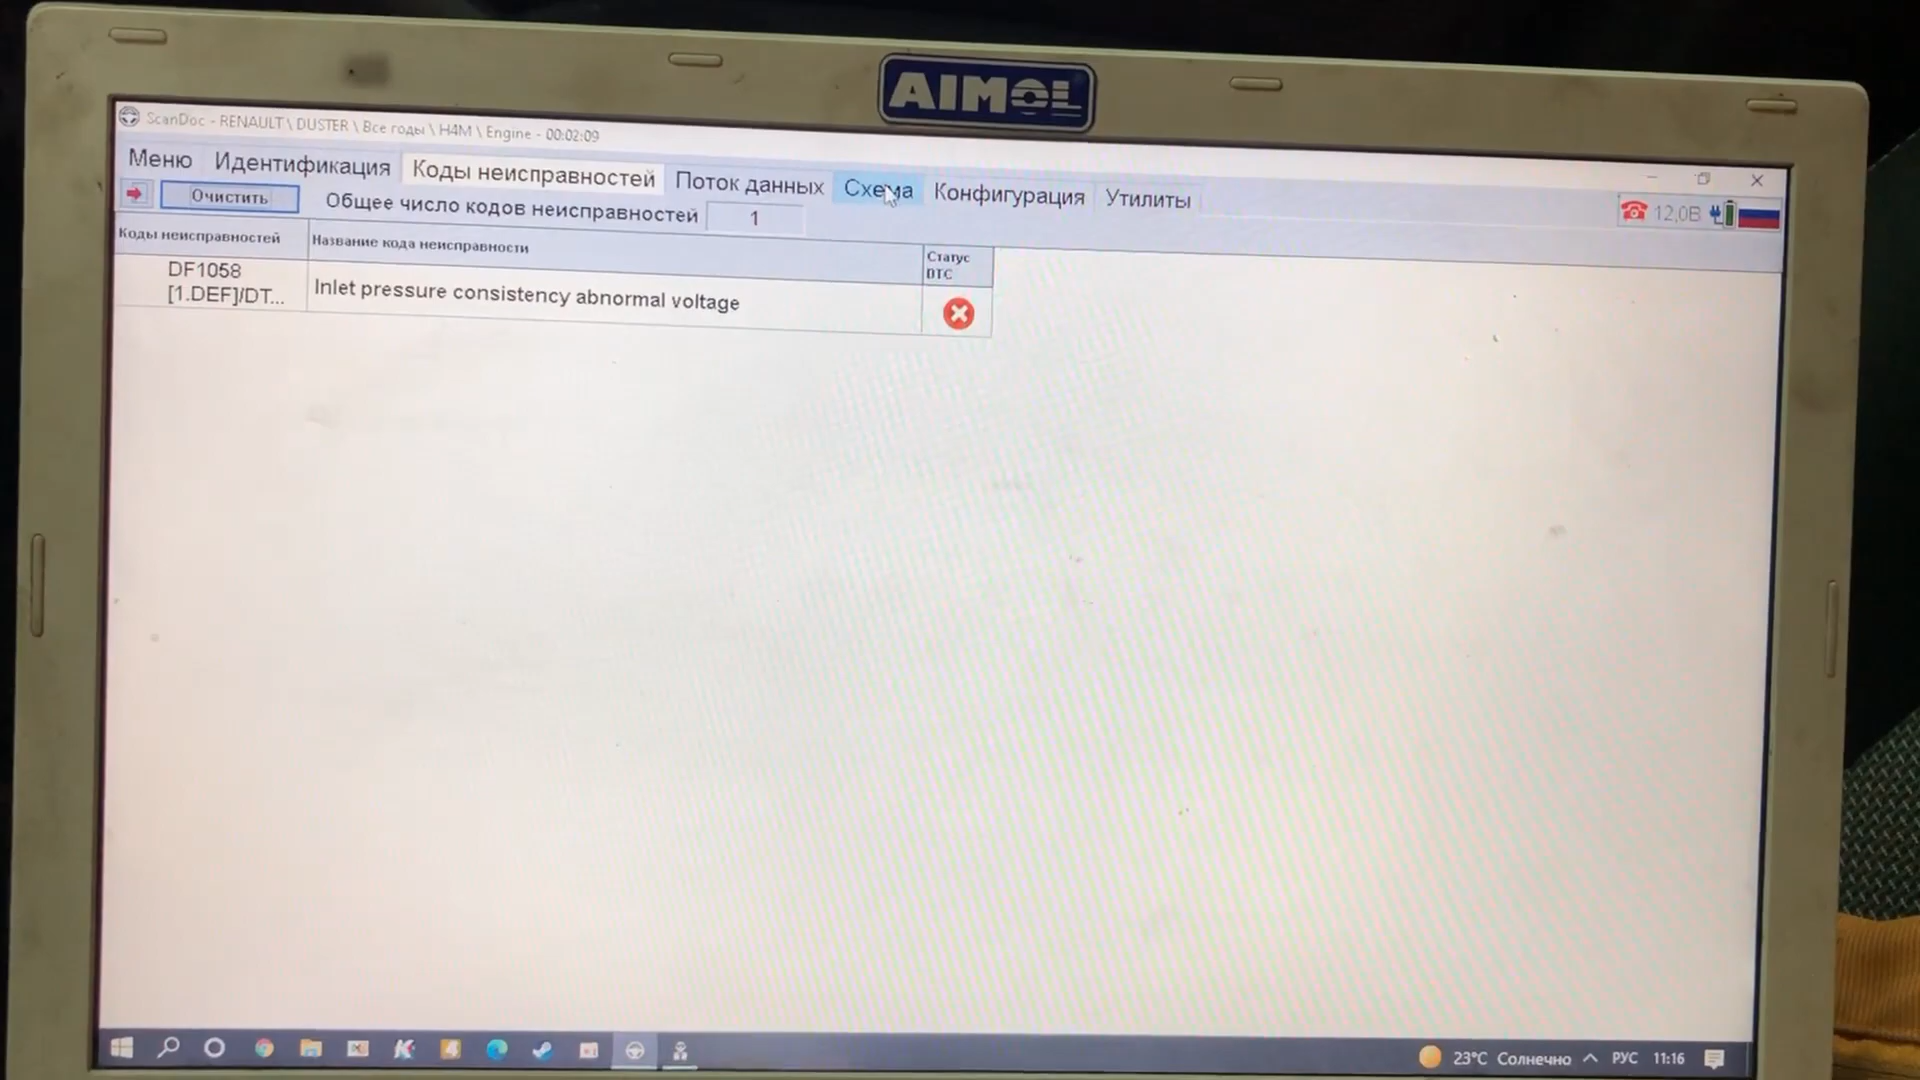 AIMOL
ScanDoc - RENAULT \ DUSTER \ Все годы \ H4M \ Engine - 00:02:09
Меню Идентификация Коды неисправностей Поток данных Схема Конфигурация Утилиты
Очистить Общее число кодов неисправностей 1 12,0В
Коды неисправностей Название кода неисправности Статус DTC
DF1058
[1.DEF]/DT... Inlet pressure consistency abnormal voltage
23°C Солнечно РУС 11:16